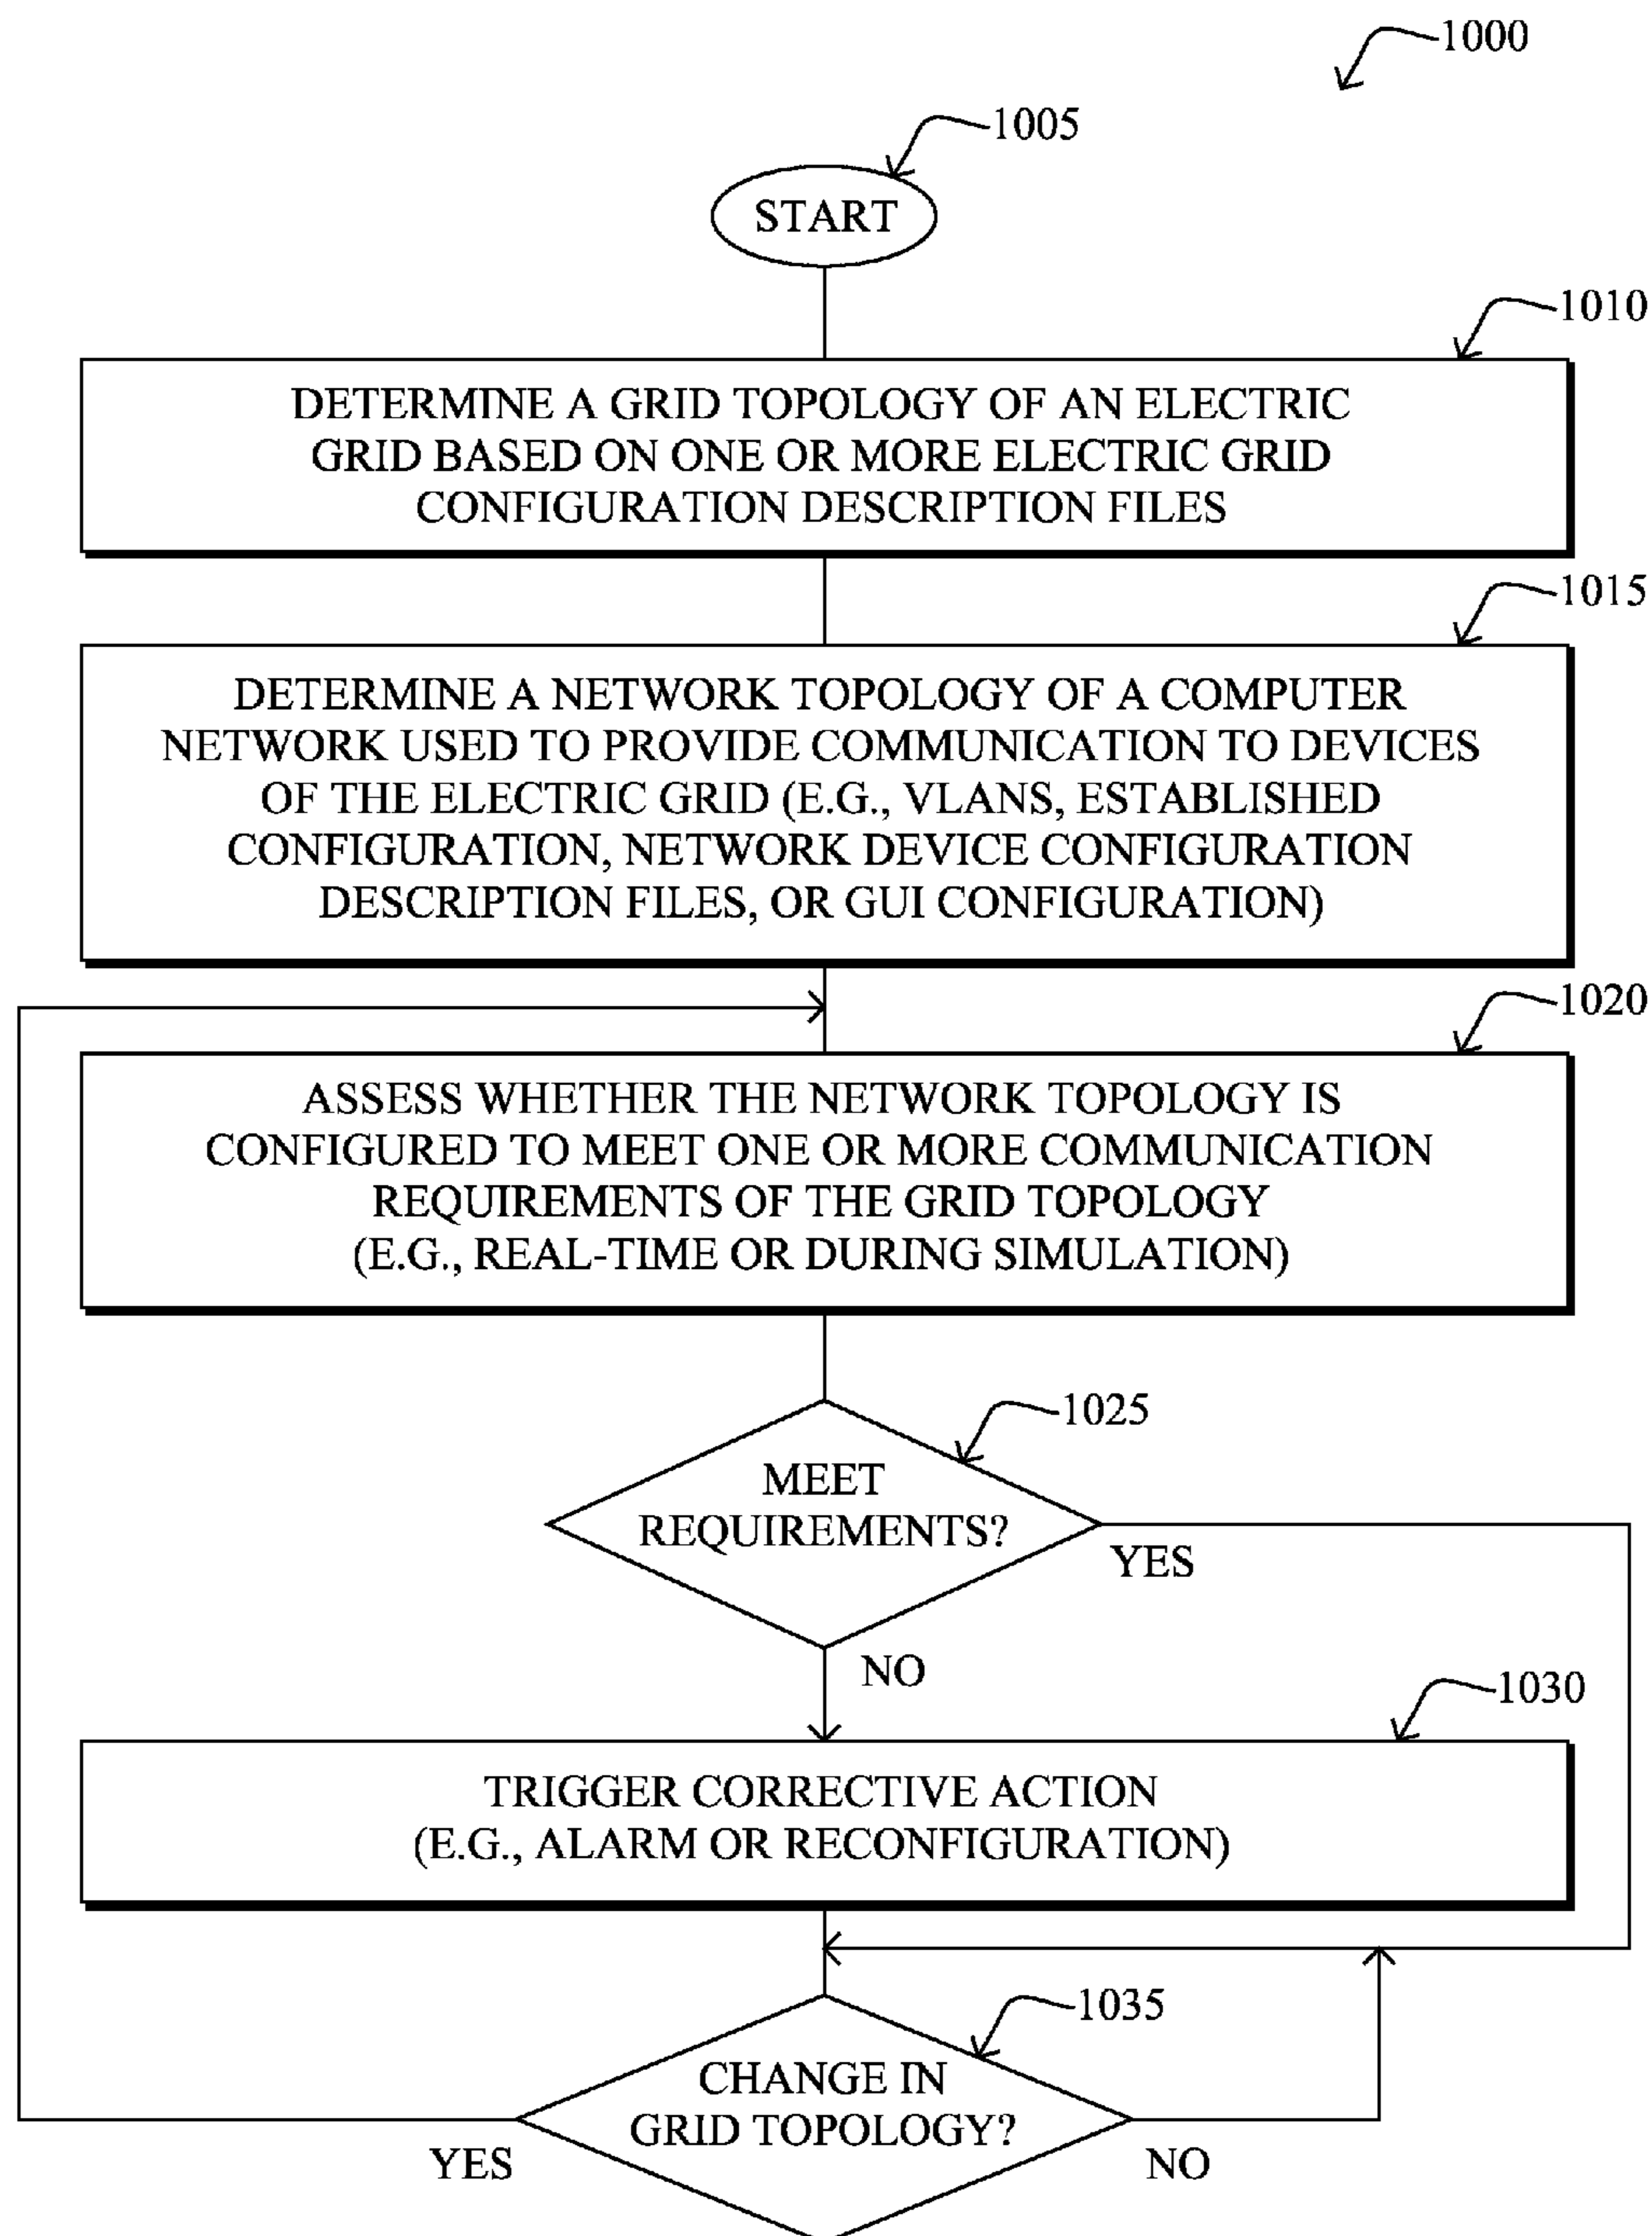 1000
1005
START
1010
DETERMINE A GRID TOPOLOGY OF AN ELECTRIC
GRID BASED ON ONE OR MORE ELECTRIC GRID
CONFIGURATION DESCRIPTION FILES
1015
DETERMINE A NETWORK TOPOLOGY OF A COMPUTER
NETWORK USED TO PROVIDE COMMUNICATION TO DEVICES
OF THE ELECTRIC GRID (E.G., VLANS, ESTABLISHED
CONFIGURATION, NETWORK DEVICE CONFIGURATION
DESCRIPTION FILES, OR GUI CONFIGURATION)
1020
ASSESS WHETHER THE NETWORK TOPOLOGY IS
CONFIGURED TO MEET ONE OR MORE COMMUNICATION
REQUIREMENTS OF THE GRID TOPOLOGY
(E.G., REAL-TIME OR DURING SIMULATION)
1025
MEET
REQUIREMENTS?
YES
NO
1030
TRIGGER CORRECTIVE ACTION
(E.G., ALARM OR RECONFIGURATION)
1035
CHANGE IN
GRID TOPOLOGY?
YES
NO